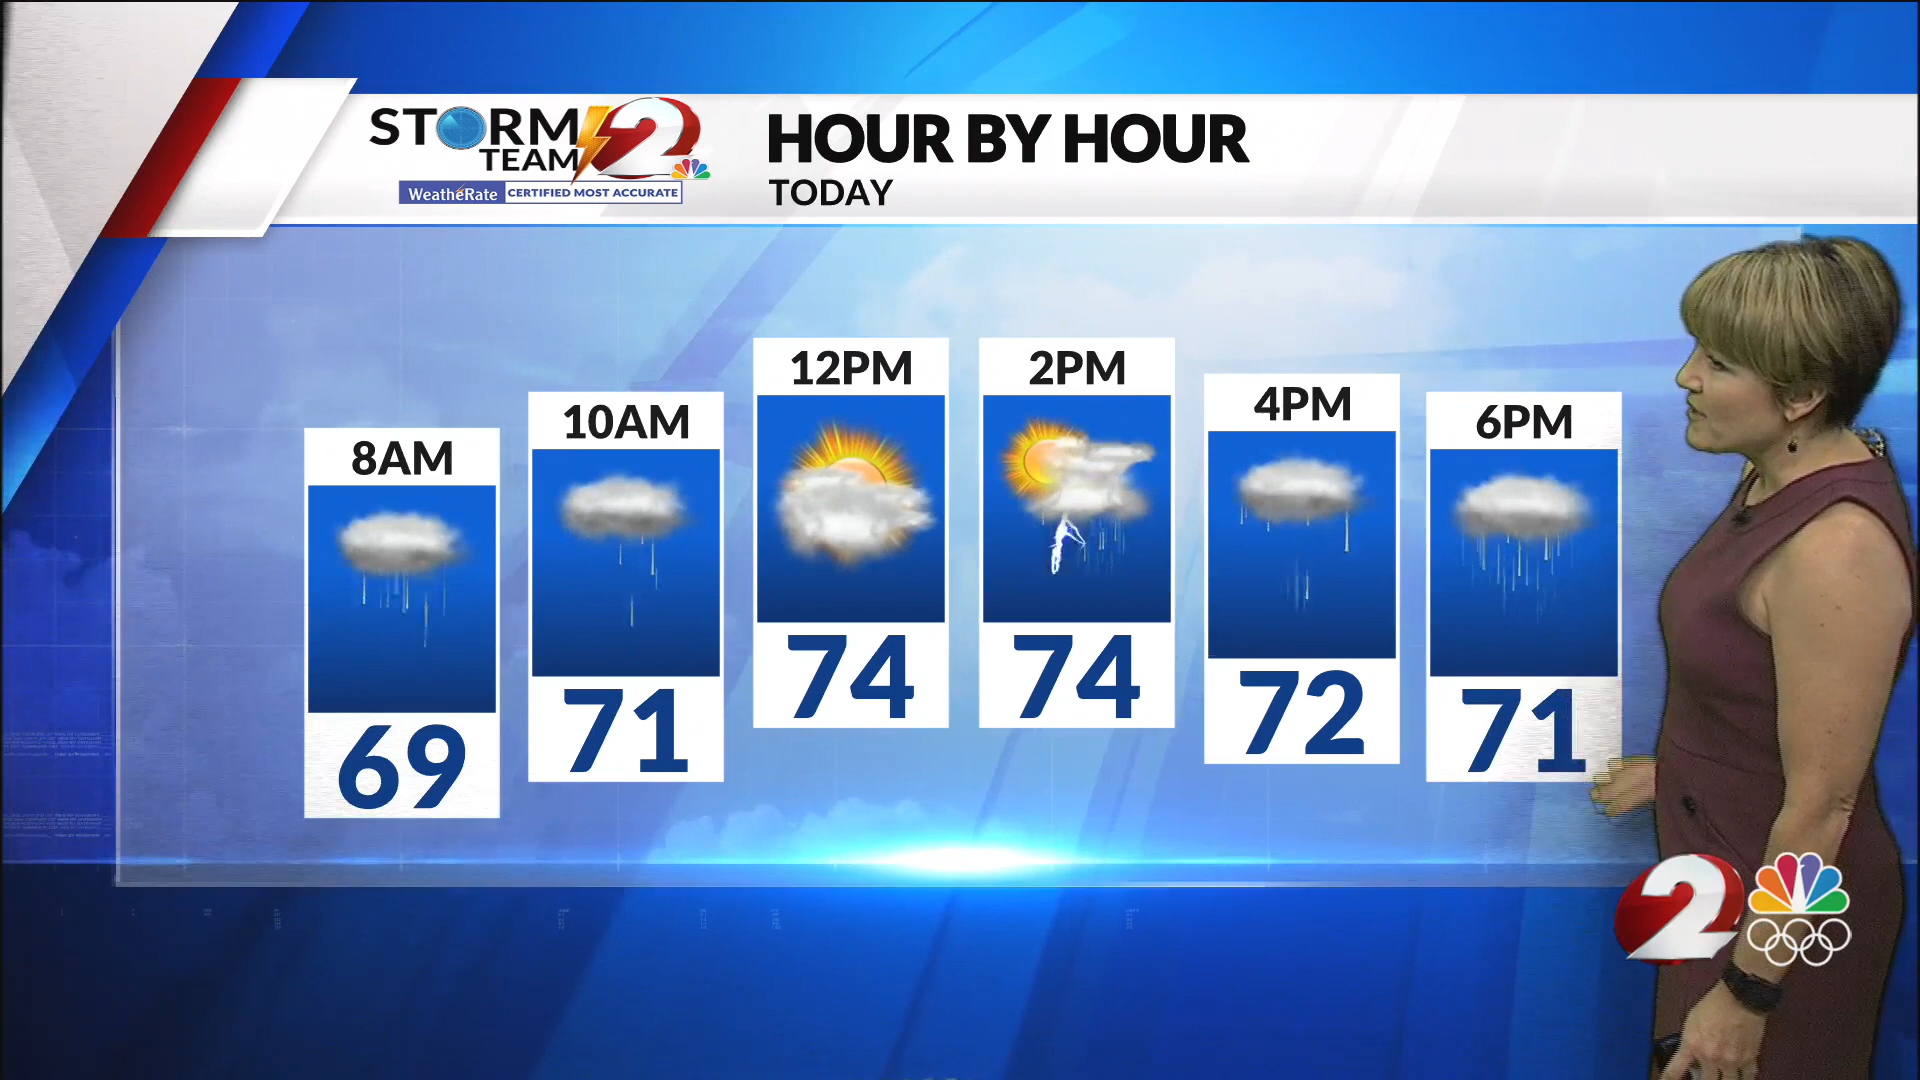 STORM
TEAM 2
WeatheRate CERTIFIED MOST ACCURATE
HOUR BY HOUR
TODAY
8AM
69
10AM
71
12PM
74
2PM
74
4PM
72
6PM
71
2